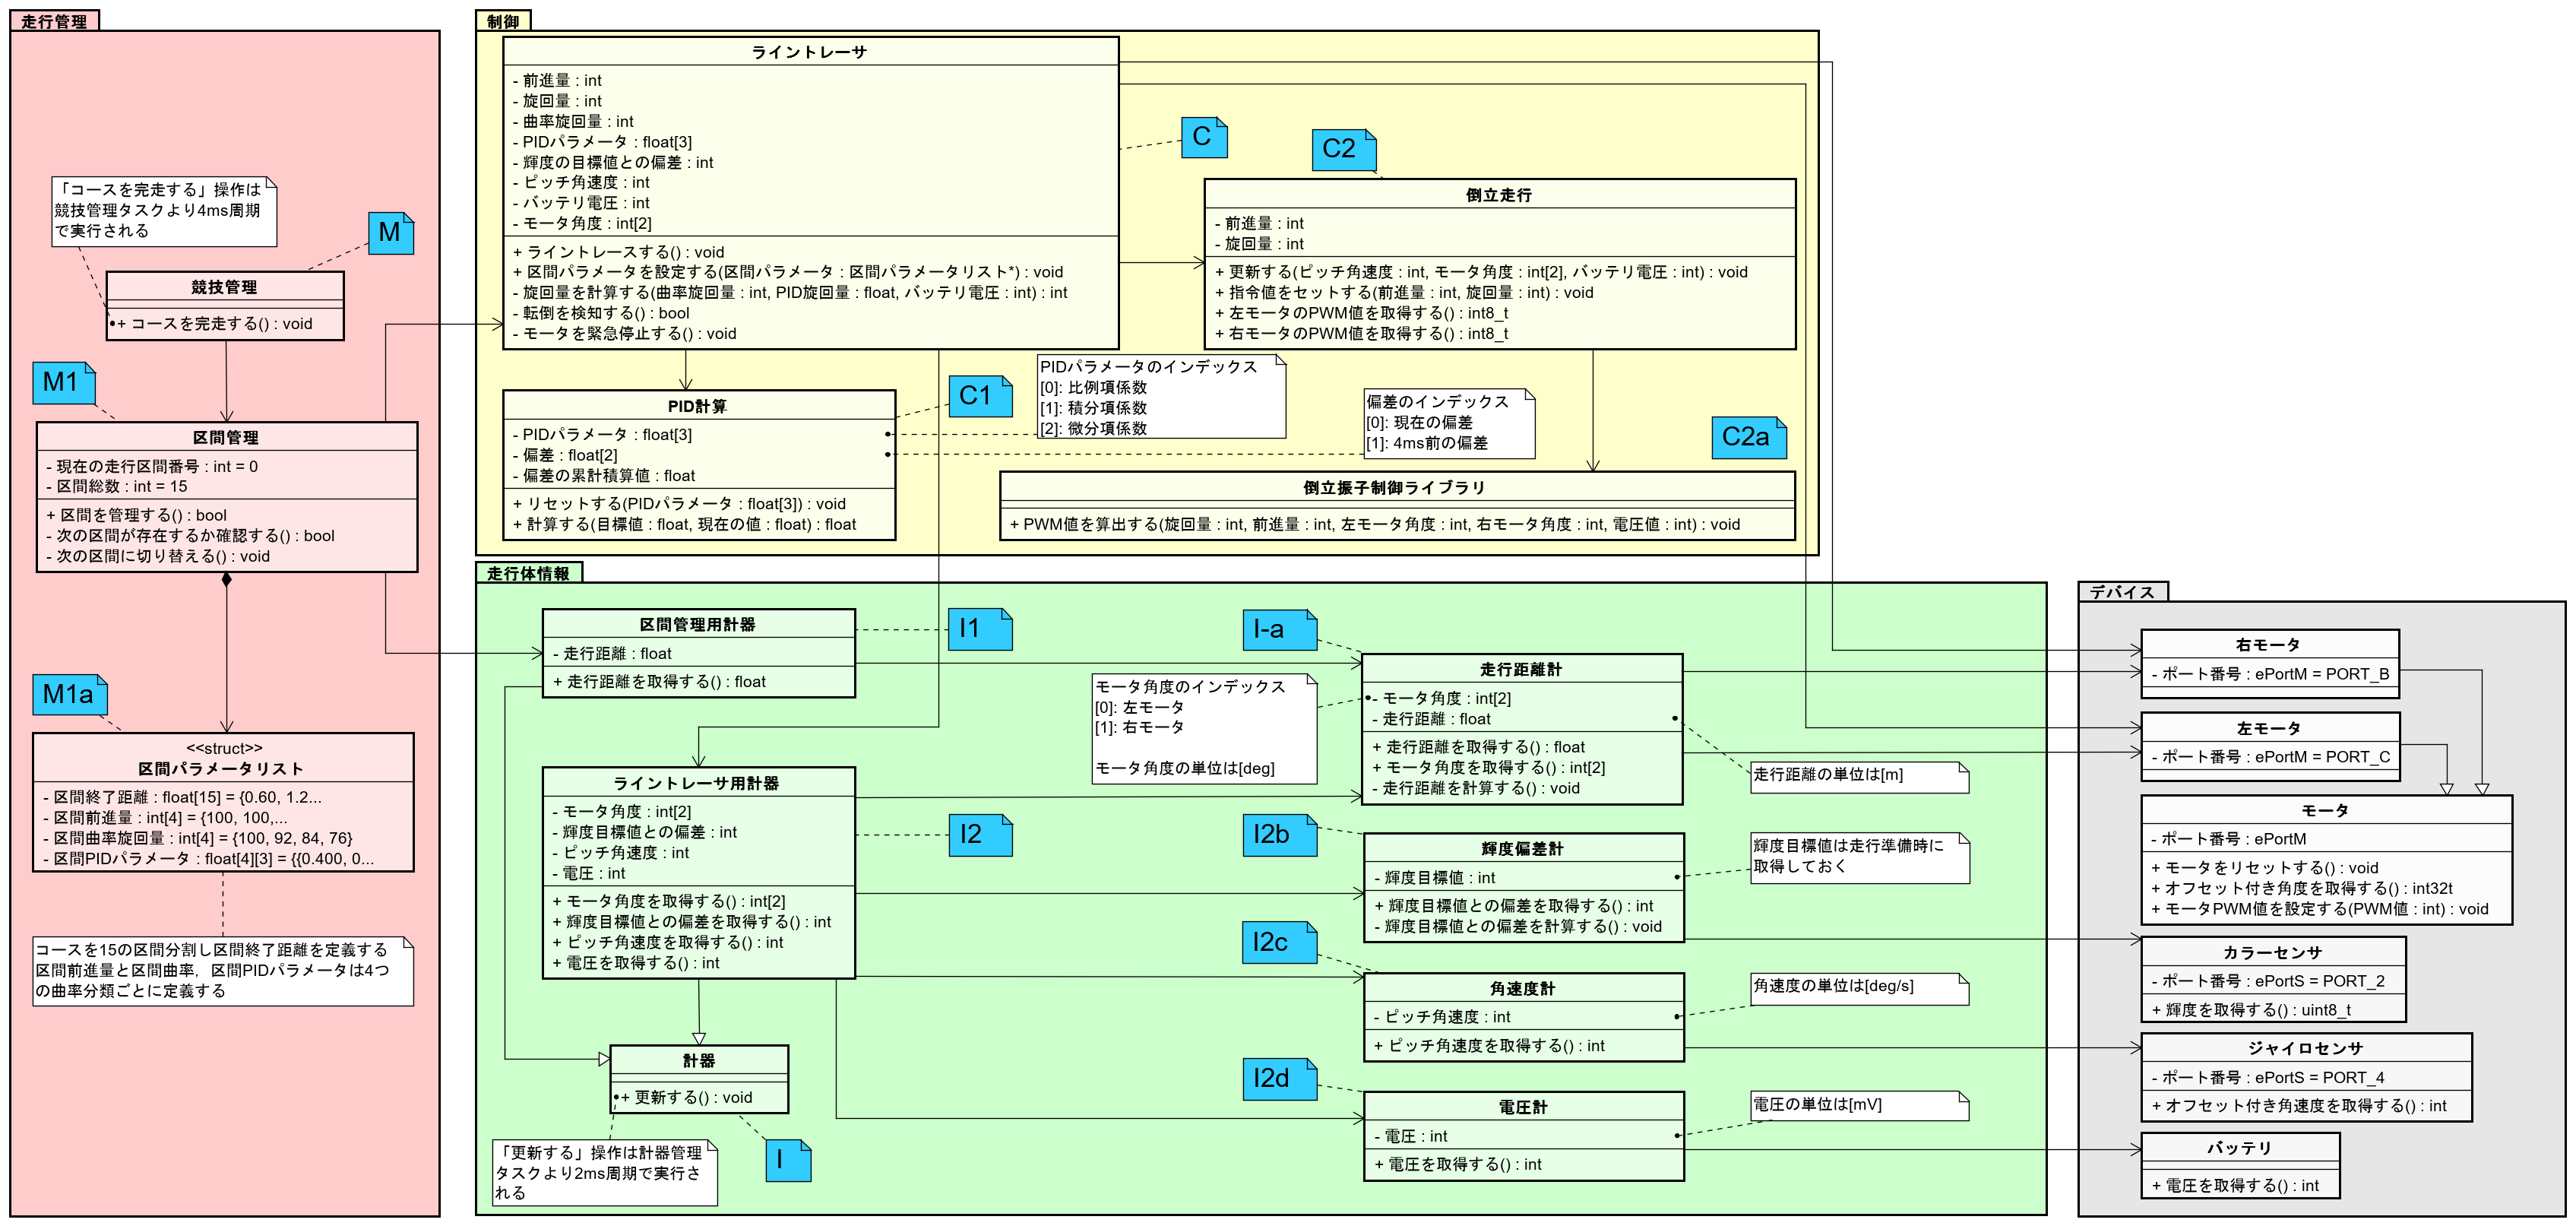 走行管理
「コースを完走する」操作は
競技管理タスクより4ms周期
で実行される
M
競技管理
+ コースを完走する() : void
M1
区間管理
- 現在の走行区間番号 : int = 0
- 区間総数 : int = 15
+ 区間を管理する() : bool
- 次の区間が存在するか確認する() : bool
- 次の区間に切り替える() : void
M1a
<<struct>>
区間パラメータリスト
- 区間終了距離 : float[15] = {0.60, 1.2...
- 区間前進量 : int[4] = {100, 100,...
- 区間曲率旋回量 : int[4] = {100, 92, 84, 76}
- 区間PIDパラメータ : float[4][3] = {{0.400, 0...
コースを15の区間分割し区間終了距離を定義する
区間前進量と区間曲率，区間PIDパラメータは4つ
の曲率分類ごとに定義する
制御
ライントレーサ
- 前進量 : int
- 旋回量 : int
- 曲率旋回量 : int
- PIDパラメータ : float[3]
- 輝度の目標値との偏差 : int
- ピッチ角速度 : int
- バッテリ電圧 : int
- モータ角度 : int[2]
+ ライントレースする() : void
+ 区間パラメータを設定する(区間パラメータ : 区間パラメータリスト*) : void
- 旋回量を計算する(曲率旋回量 : int, PID旋回量 : float, バッテリ電圧 : int) : int
- 転倒を検知する() : bool
- モータを緊急停止する() : void
C
C2
倒立走行
- 前進量 : int
- 旋回量 : int
+ 更新する(ピッチ角速度 : int, モータ角度 : int[2], バッテリ電圧 : int) : void
+ 指令値をセットする(前進量 : int, 旋回量 : int) : void
+ 左モータのPWM値を取得する() : int8_t
+ 右モータのPWM値を取得する() : int8_t
PID計算
- PIDパラメータ : float[3]
- 偏差 : float[2]
- 偏差の累計積算値 : float
+ リセットする(PIDパラメータ : float[3]) : void
+ 計算する(目標値 : float, 現在の値 : float) : float
C1
PIDパラメータのインデックス
[0]: 比例項係数
[1]: 積分項係数
[2]: 微分項係数
偏差のインデックス
[0]: 現在の偏差
[1]: 4ms前の偏差
C2a
倒立振子制御ライブラリ
+ PWM値を算出する(旋回量 : int, 前進量 : int, 左モータ角度 : int, 右モータ角度 : int, 電圧値 : int) : void
走行体情報
区間管理用計器
- 走行距離 : float
+ 走行距離を取得する() : float
I1
I-a
走行距離計
- モータ角度 : int[2]
- 走行距離 : float
+ 走行距離を取得する() : float
+ モータ角度を取得する() : int[2]
- 走行距離を計算する() : void
モータ角度のインデックス
[0]: 左モータ
[1]: 右モータ
モータ角度の単位は[deg]
走行距離の単位は[m]
ライントレーサ用計器
- モータ角度 : int[2]
- 輝度目標値との偏差 : int
- ピッチ角速度 : int
- 電圧 : int
+ モータ角度を取得する() : int[2]
+ 輝度目標値との偏差を取得する() : int
+ ピッチ角速度を取得する() : int
+ 電圧を取得する() : int
I2
I2b
輝度偏差計
- 輝度目標値 : int
+ 輝度目標値との偏差を取得する() : int
- 輝度目標値との偏差を計算する() : void
輝度目標値は走行準備時に
取得しておく
I2c
角速度計
- ピッチ角速度 : int
+ ピッチ角速度を取得する() : int
角速度の単位は[deg/s]
計器
+ 更新する() : void
「更新する」操作は計器管理
タスクより2ms周期で実行さ
れる
I
I2d
電圧計
- 電圧 : int
+ 電圧を取得する() : int
電圧の単位は[mV]
デバイス
右モータ
- ポート番号 : ePortM = PORT_B
左モータ
- ポート番号 : ePortM = PORT_C
モータ
- ポート番号 : ePortM
+ モータをリセットする() : void
+ オフセット付き角度を取得する() : int32t
+ モータPWM値を設定する(PWM値 : int) : void
カラーセンサ
- ポート番号 : ePortS = PORT_2
+ 輝度を取得する() : uint8_t
ジャイロセンサ
- ポート番号 : ePortS = PORT_4
+ オフセット付き角速度を取得する() : int
バッテリ
+ 電圧を取得する() : int